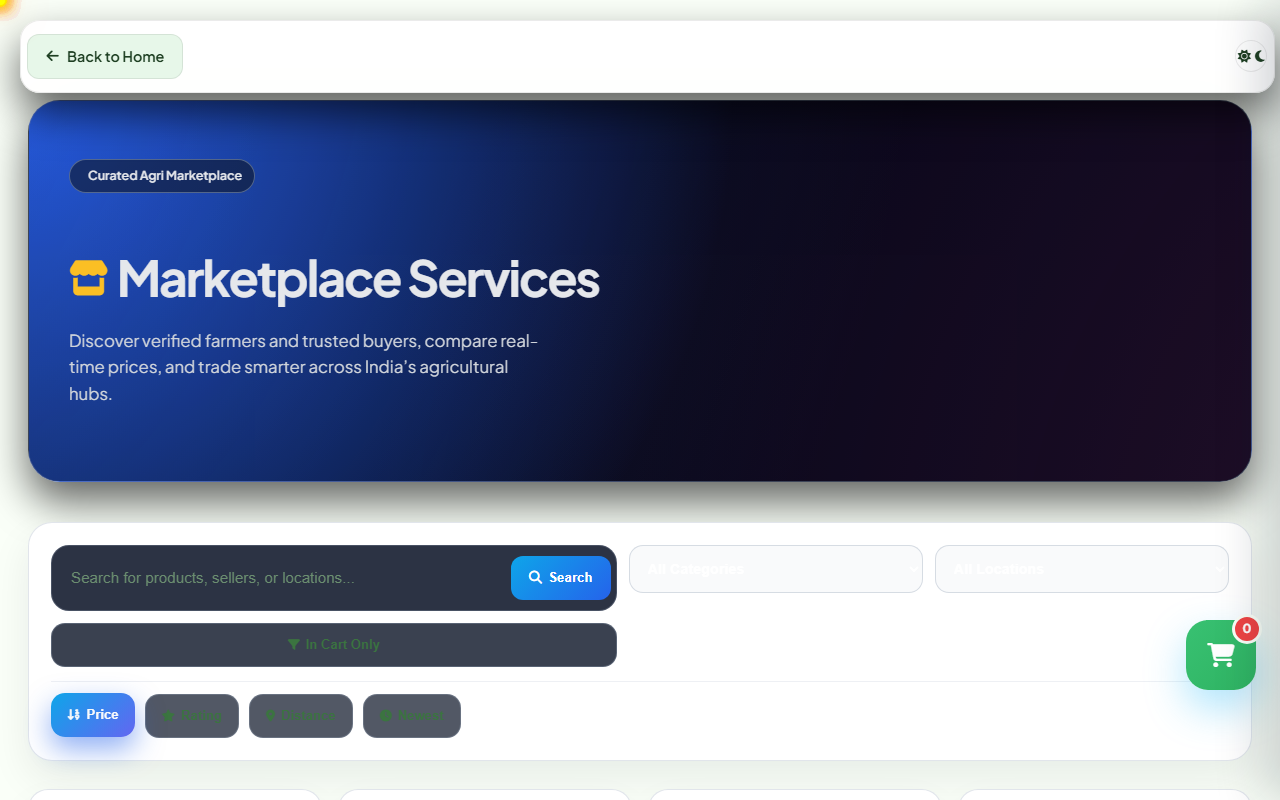 Back to Home
Curated Agri Marketplace
Marketplace Services
Discover verified farmers and trusted buyers, compare real-
time prices, and trade smarter across India's agricultural
hubs.
Search for products, sellers, or locations...
Search
All Categories
All Locations
In Cart Only
0
Price
Rating
Distance
Newest